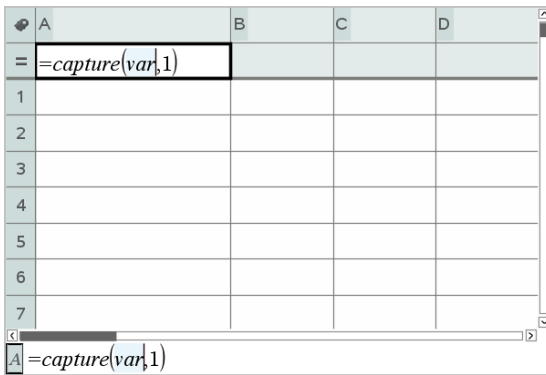 A B C D
= =capture(var,1)
1
2
3
4
5
6
7
A =capture(var,1)